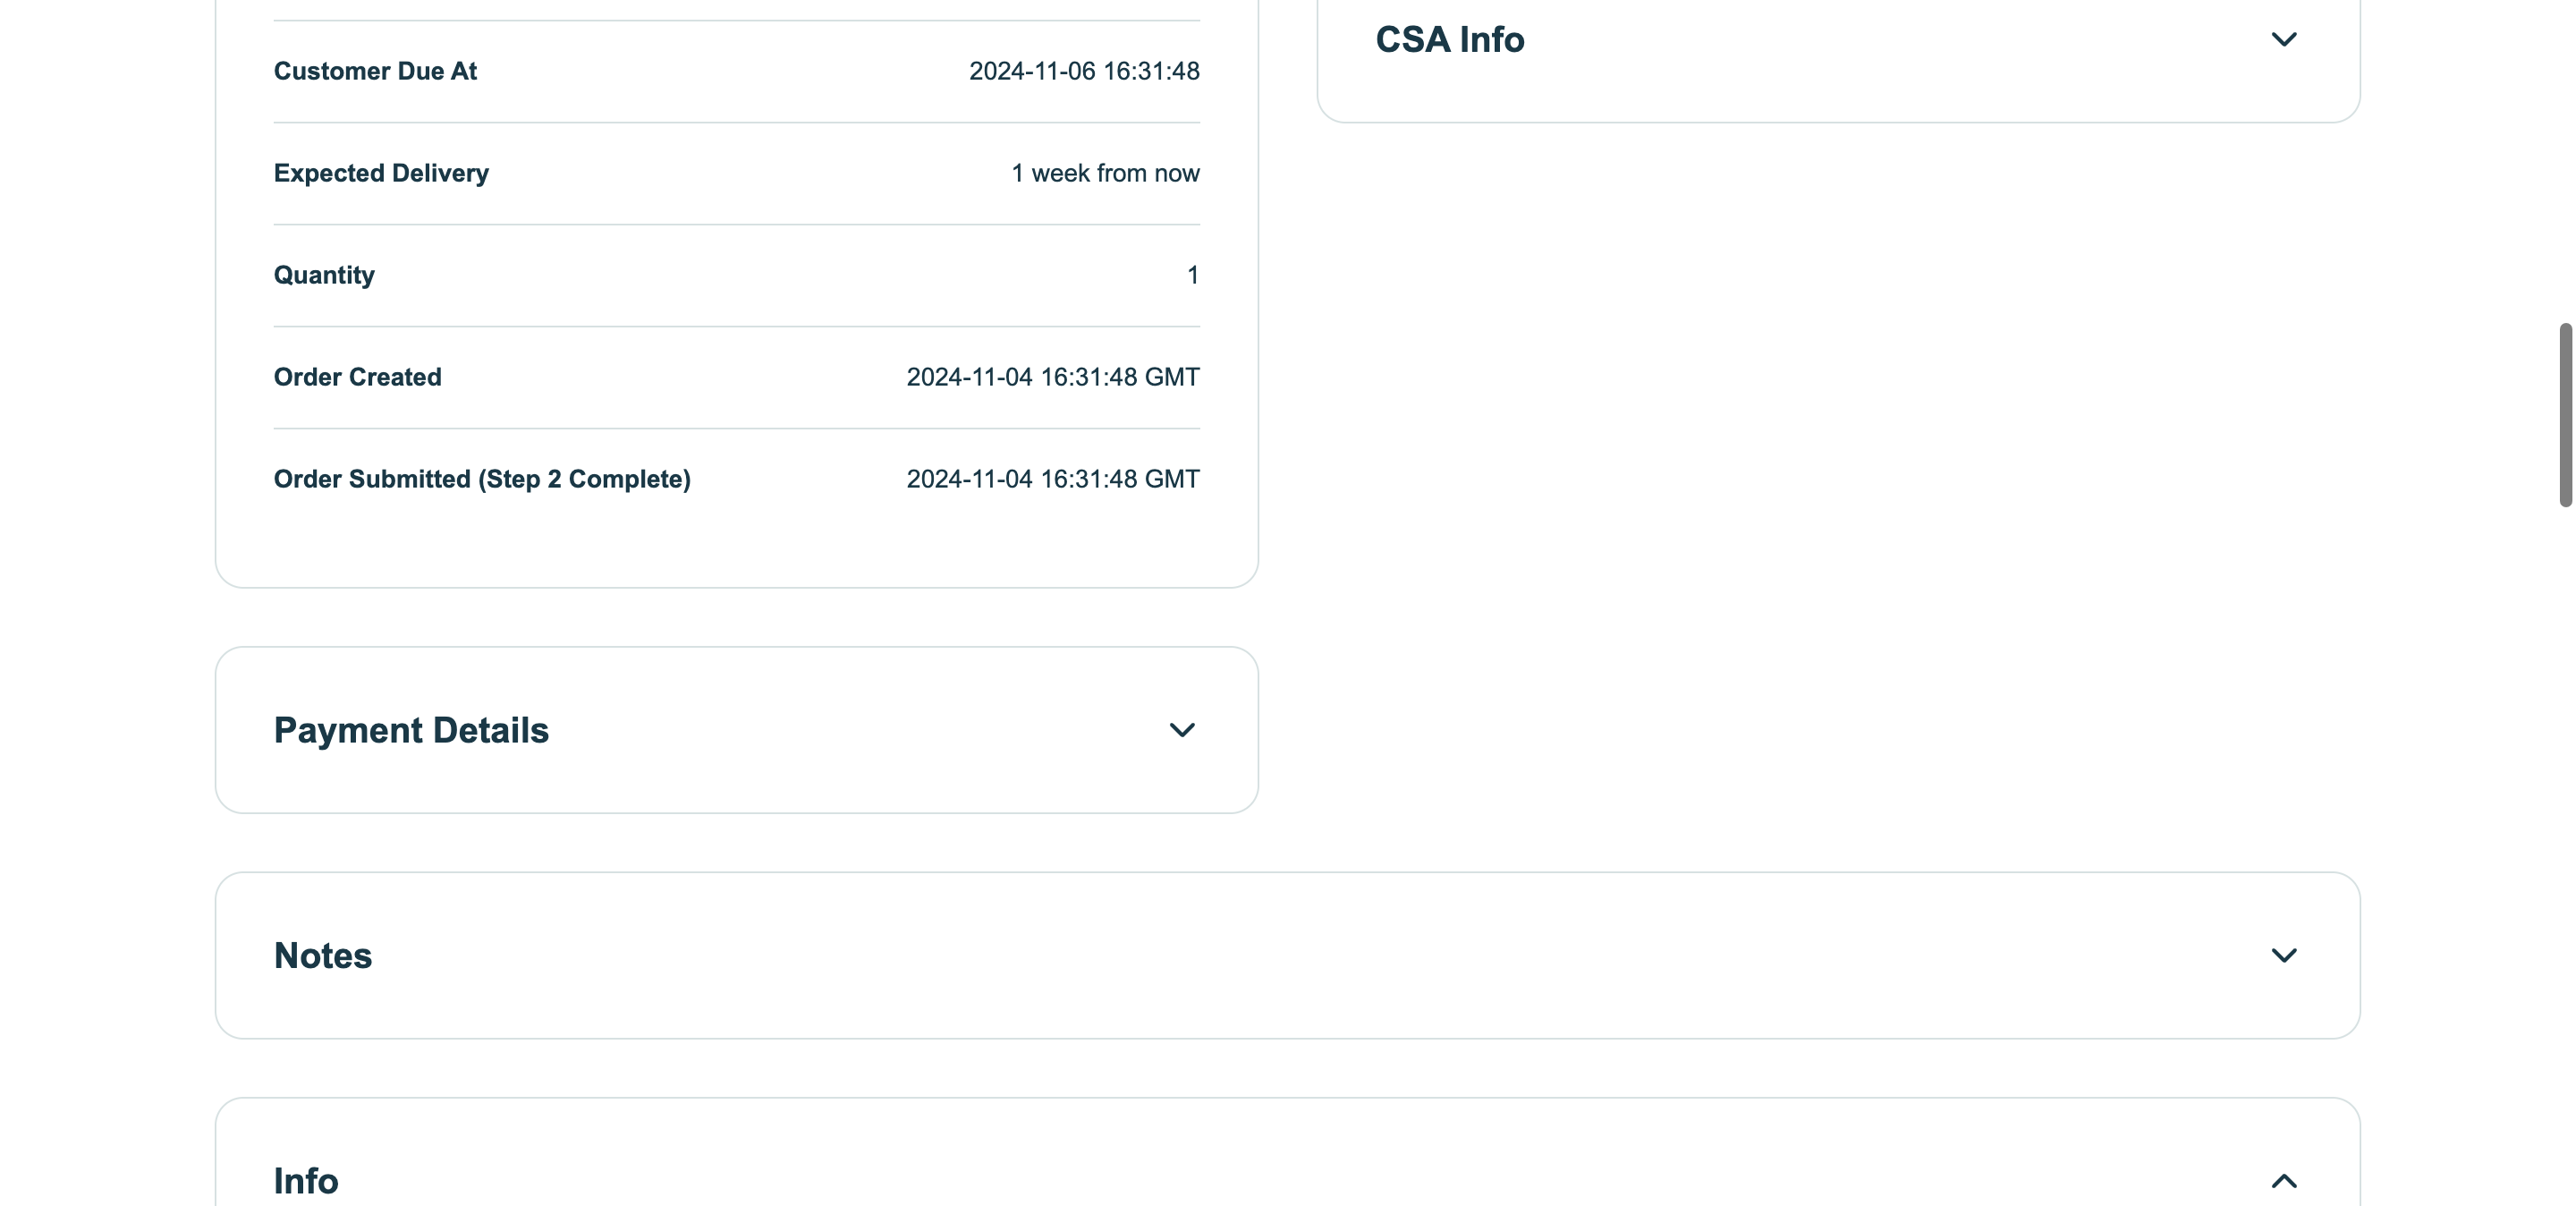 CSA Info
Customer Due At 2024-11-06 16:31:48
Expected Delivery 1 week from now
Quantity 1
Order Created 2024-11-04 16:31:48 GMT
Order Submitted (Step 2 Complete) 2024-11-04 16:31:48 GMT
Payment Details
Notes
Info